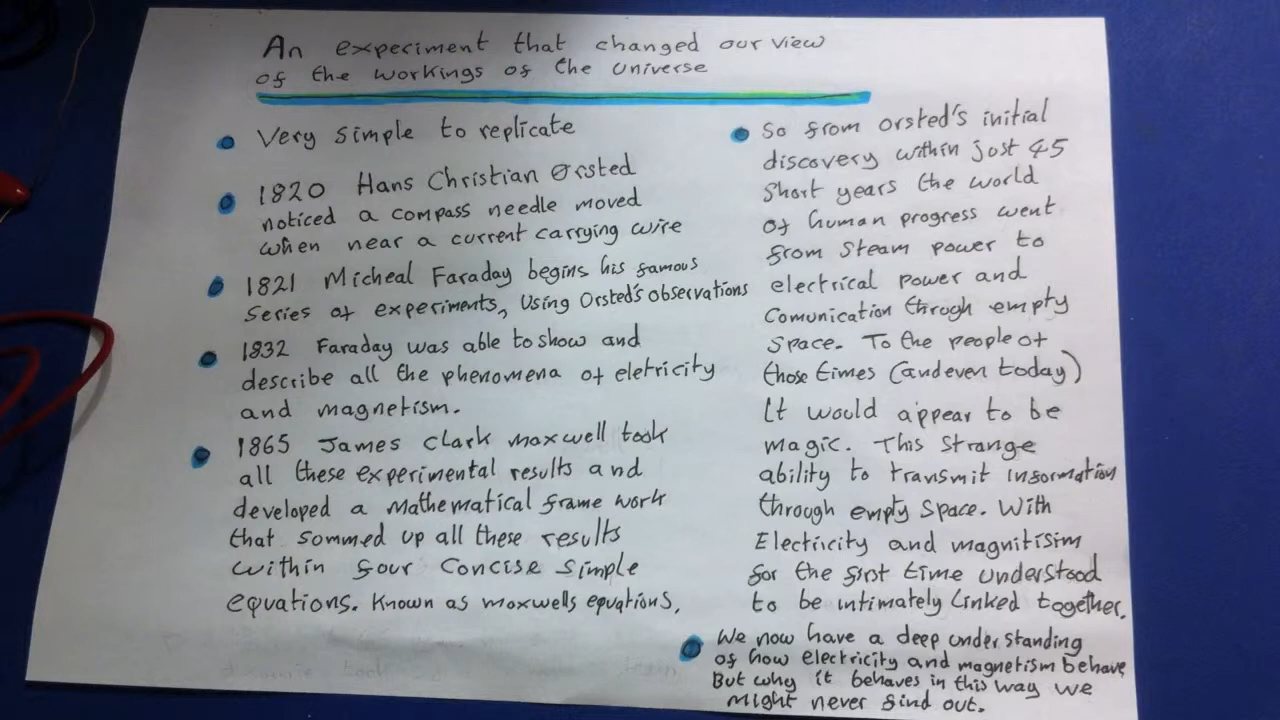 An experiment that changed our view
of the workings of the Universe
Very simple to replicate
1820 Hans Christian Ørsted
noticed a compass needle moved
when near a current carrying wire
1821 Micheal Faraday begins his famous
Series of experiments, Using Orsted's observations
1832 Faraday was able to show and
describe all the phenomena of eletricity
and magnetism.
1865 James Clark Maxwell took
all these experimental results and
developed a Mathematical frame work
that sommed up all these results
within four concise simple
equations. Known as maxwells equations.
So from Orsted's initial
discovery within just 45
Short years the world
of human progress went
from Steam power to
electrical power and
Comunication through empty
Space. To the people of
those times (and even today)
It would appear to be
magic. This Strange
ability to transmit information
through empty Space. With
Electricity and magnitisim
for the first time understood
to be intimately linked together.
We now have a deep understanding
of how electricity and magnetism behave
But why it behaves in this way we
might never find out.